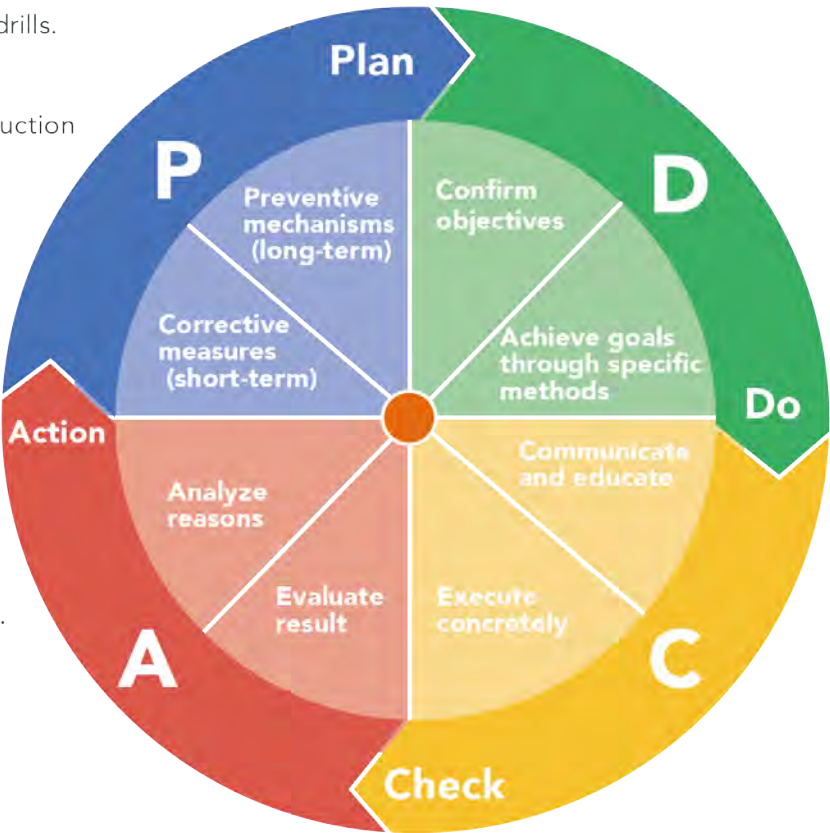 drills.
uction
.
Plan
P
D
Do
C
Check
A
Action
Preventive
mechanisms
(long-term)
Confirm
objectives
Corrective
measures
(short-term)
Achieve goals
through specific
methods
Analyze
reasons
Communicate
and educate
Evaluate
result
Execute
concretely